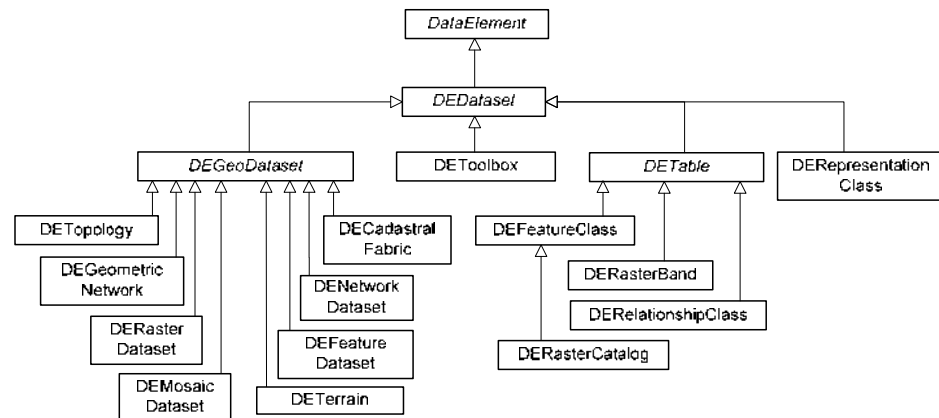 DataElement
DEDataset
DEGeoDataset
DEToolbox
DETable
DERepresentation
Class
DETopology
DECadastral
Fabric
DEFeatureClass
DEGeometric
Network
DERasterBand
DENetwork
Dataset
DERelationshipClass
DERaster
Dataset
DEFeature
Dataset
DERasterCatalog
DEMosaic
Dataset
DETerrain